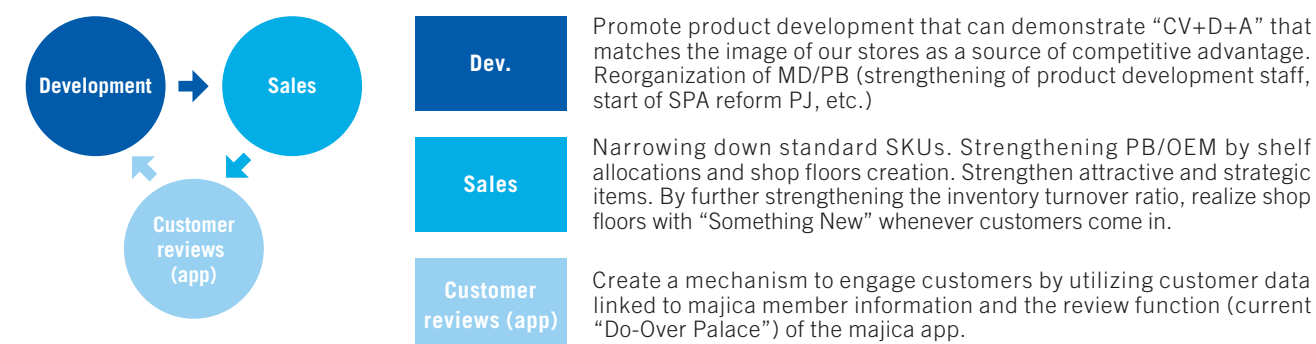 Development
Sales
Customer
reviews
(app)
Dev.
Promote product development that can demonstrate “CV+D+A” that
matches the image of our stores as a source of competitive advantage.
Reorganization of MD/PB (strengthening of product development staff,
start of SPA reform PJ, etc.)
Sales
Narrowing down standard SKUs. Strengthening PB/OEM by shelf
allocations and shop floors creation. Strengthen attractive and strategic
items. By further strengthening the inventory turnover ratio, realize shop
floors with “Something New” whenever customers come in.
Customer
reviews (app)
Create a mechanism to engage customers by utilizing customer data
linked to majica member information and the review function (current
“Do-Over Palace”) of the majica app.